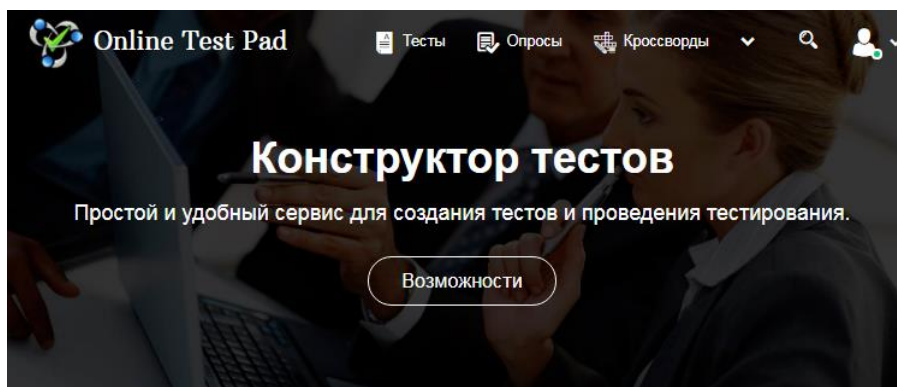 Online Test Pad Тесты Опросы Кроссворды
Конструктор тестов
Простой и удобный сервис для создания тестов и проведения тестирования.
Возможности